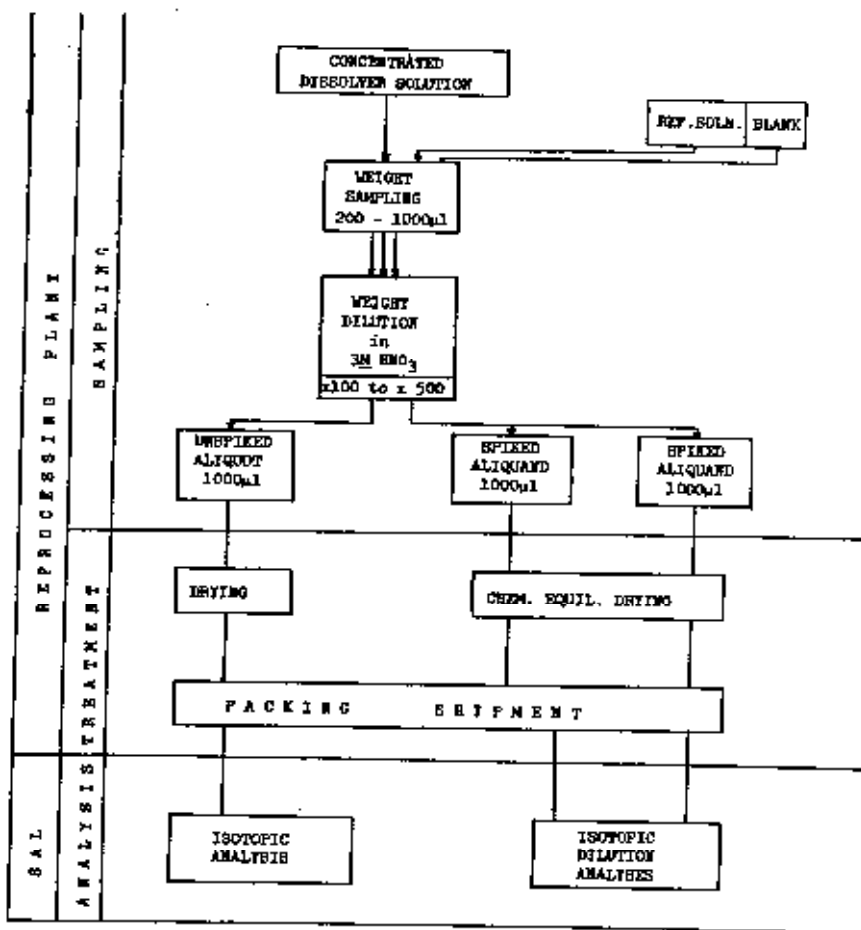 CONCENTRATED
DISSOLVER SOLUTION
REF.SOLN. BLANK
WEIGHT
SAMPLING
200 - 1000µl
WEIGHT
DILUTION
in
3M HNO3
x100 to x 500
UNSPIKED
ALIQUOT
1000µl
SPIKED
ALIQUAND
1000µl
SPIKED
ALIQUAND
1000µl
DRYING
CHEM. EQUIL. DRYING
PACKING SHIPMENT
ISOTOPIC
ANALYSIS
ISOTOPIC
DILUTION
ANALYSES
REPROCESSING PLANT
SAMPLING
TREATMENT
SAL
ANALYSIS